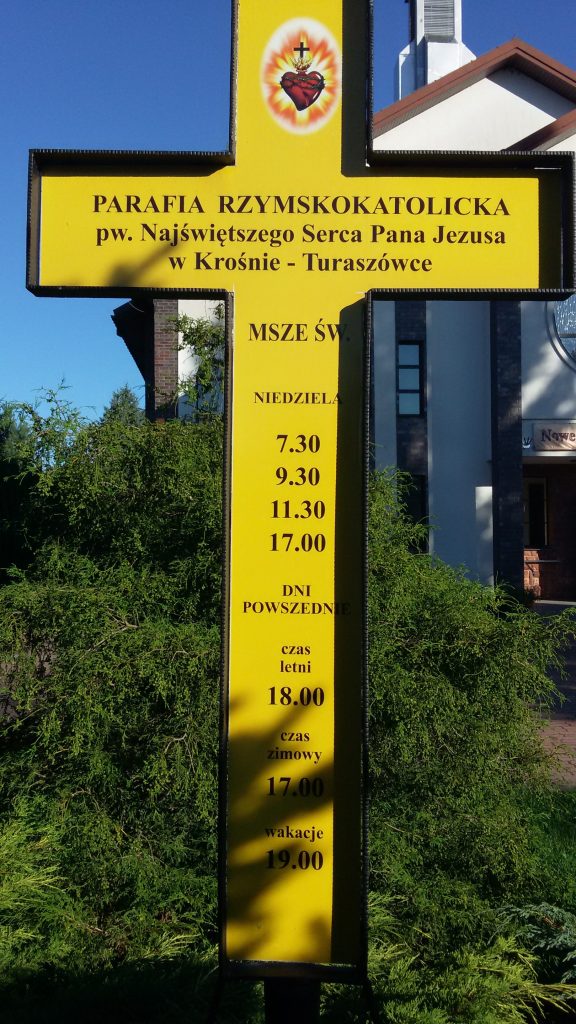 PARAFIA RZYMSKOKATOLICKA
pw. Najświętszego Serca Pana Jezusa
w Krośnie - Turaszówce
MSZE ŚW.
NIEDZIELA
7.30
9.30
11.30
17.00
DNI
POWSZEDNIE
czas
letni
18.00
czas
zimowy
17.00
wakacje
19.00